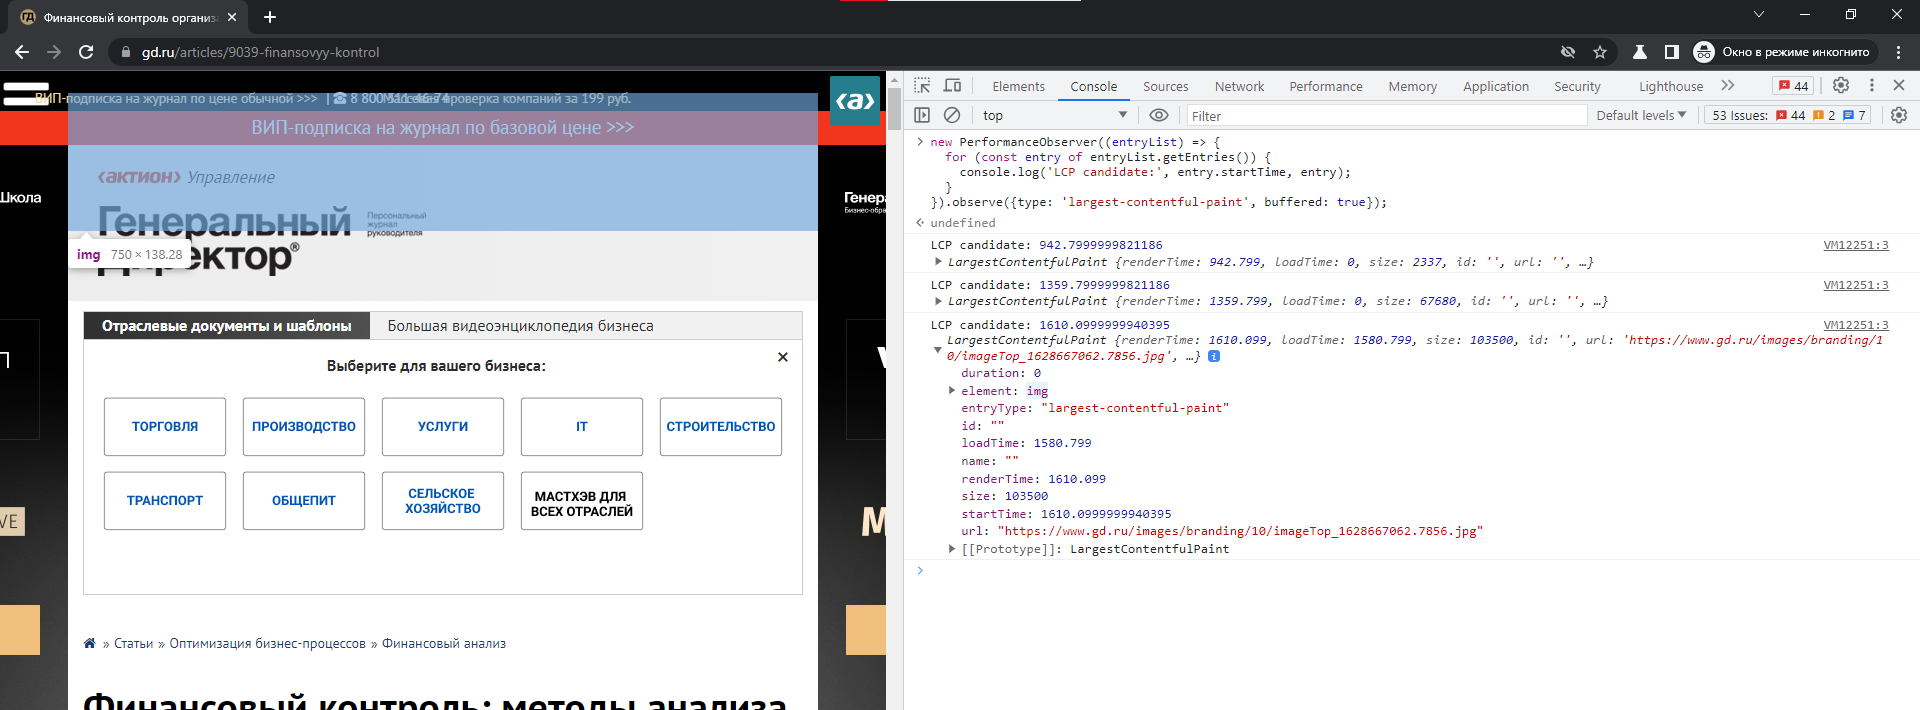 Финансовый контроль организа
gd.ru/articles/9039-finansovyy-kontrol
Окно в режиме инкогнито
ВИП-подписка на журнал по цене обычной >>> | 8 800 511-46-74
Массовая проверка компаний за 199 руб.
ВИП-подписка на журнал по базовой цене >>>
‹актион› Управление
Генеральный
Директор®
Персональный
журнал
руководителя
Школа
Генер
Бизнес-обра
img 750 × 138.28
‹а›
Отраслевые документы и шаблоны
Большая видеоэнциклопедия бизнеса
Выберите для вашего бизнеса:
ТОРГОВЛЯ
ПРОИЗВОДСТВО
УСЛУГИ
IT
СТРОИТЕЛЬСТВО
ТРАНСПОРТ
ОБЩЕПИТ
СЕЛЬСКОЕ
ХОЗЯЙСТВО
МАСТХЭВ ДЛЯ
ВСЕХ ОТРАСЛЕЙ
VE
M
» Статьи » Оптимизация бизнес-процессов » Финансовый анализ
Финансовый контроль: методы анализа
Elements Console Sources Network Performance Memory Application Security Lighthouse 44
top Filter Default levels 53 Issues: 44 2 7
new PerformanceObserver((entryList) => {
for (const entry of entryList.getEntries()) {
console.log('LCP candidate:', entry.startTime, entry);
}
}).observe({type: 'largest-contentful-paint', buffered: true});
undefined
LCP candidate: 942.7999999821186 VM12251:3
LargestContentfulPaint {renderTime: 942.799, loadTime: 0, size: 2337, id: '', url: '', …}
LCP candidate: 1359.7999999821186 VM12251:3
LargestContentfulPaint {renderTime: 1359.799, loadTime: 0, size: 67680, id: '', url: '', …}
LCP candidate: 1610.0999999940395 VM12251:3
LargestContentfulPaint {renderTime: 1610.099, loadTime: 1580.799, size: 103500, id: '', url: 'https://www.gd.ru/images/branding/1
0/imageTop_1628667062.7856.jpg', …}
duration: 0
element: img
entryType: "largest-contentful-paint"
id: ""
loadTime: 1580.799
name: ""
renderTime: 1610.099
size: 103500
startTime: 1610.0999999940395
url: "https://www.gd.ru/images/branding/10/imageTop_1628667062.7856.jpg"
[[Prototype]]: LargestContentfulPaint